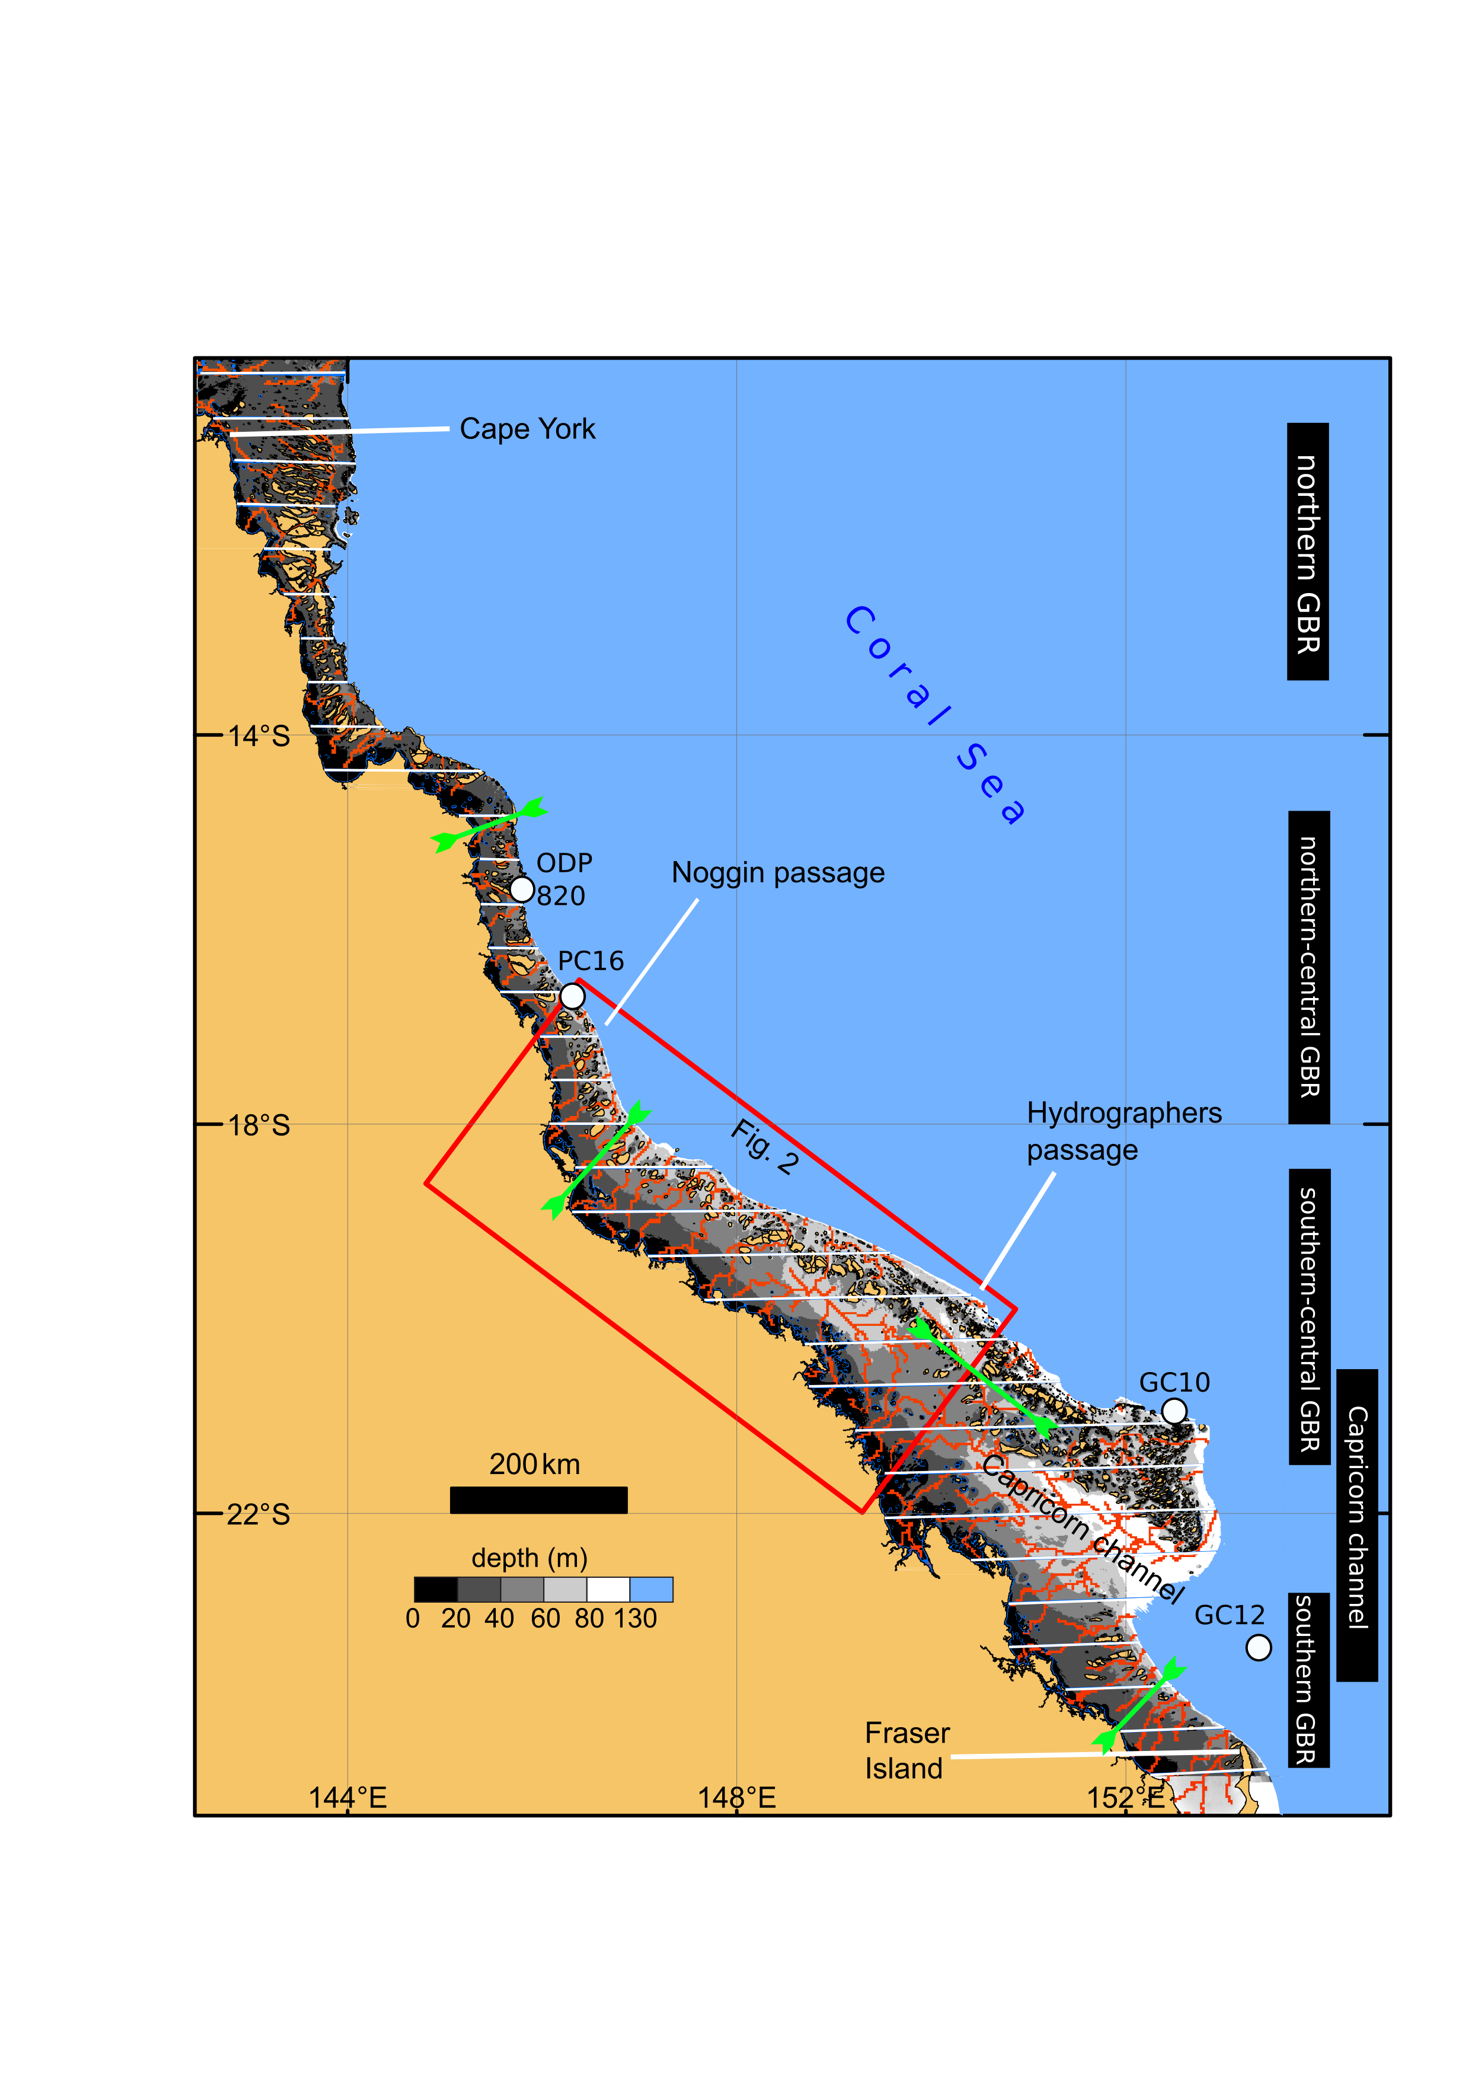 Cape York
northern GBR
Coral Sea
14°S
ODP
820
Noggin passage
northern-central GBR
PC16
18°S
Fig. 2
Hydrographers
passage
southern-central GBR
GC10
Capricorn channel
200 km
Capricorn channel
22°S
depth (m)
0 20 40 60 80 130
GC12
southern GBR
Fraser
Island
144°E
148°E
152°E